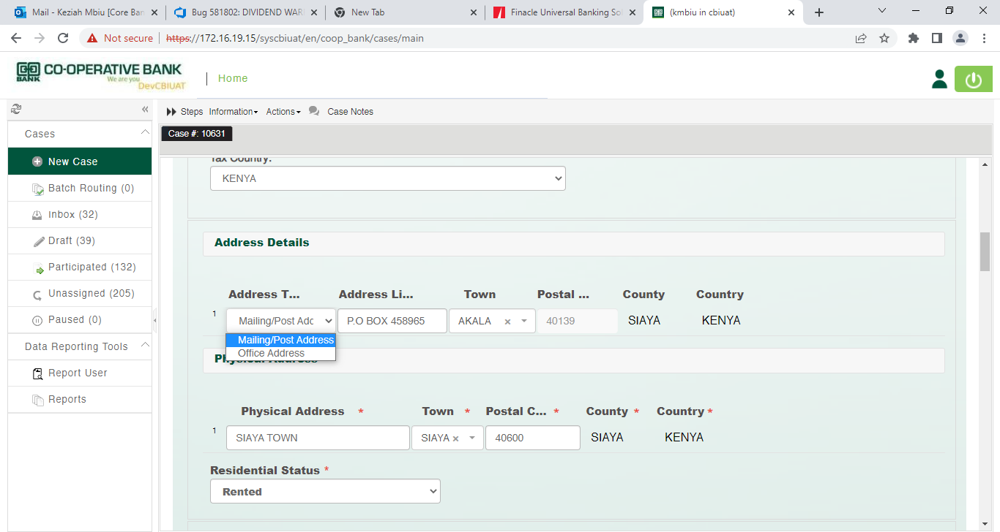 Mail - Keziah Mbiu [Core Ban
Bug 581802: DIVIDEND WAR
New Tab
Finacle Universal Banking Sol
(kmbiu in cbiuat)
Not secure
https://172.16.19.15/syscbiuat/en/coop_bank/cases/main
BANK
CO-OPERATIVE BANK
We are you
DevCBIUAT
Home
Steps Information Actions Case Notes
Case #: 10631
Cases
New Case
Batch Routing (0)
Inbox (32)
Draft (39)
Participated (132)
Unassigned (205)
Paused (0)
Data Reporting Tools
Report User
Reports
Tax Country:
KENYA
Address Details
Address T... Address Li... Town Postal ... County Country
1 Mailing/Post Adc P.O BOX 458965 AKALA × 40139 SIAYA KENYA
Mailing/Post Address
Office Address
Physical Address
Physical Address * Town * Postal C... * County * Country *
1 SIAYA TOWN SIAYA × 40600 SIAYA KENYA
Residential Status *
Rented